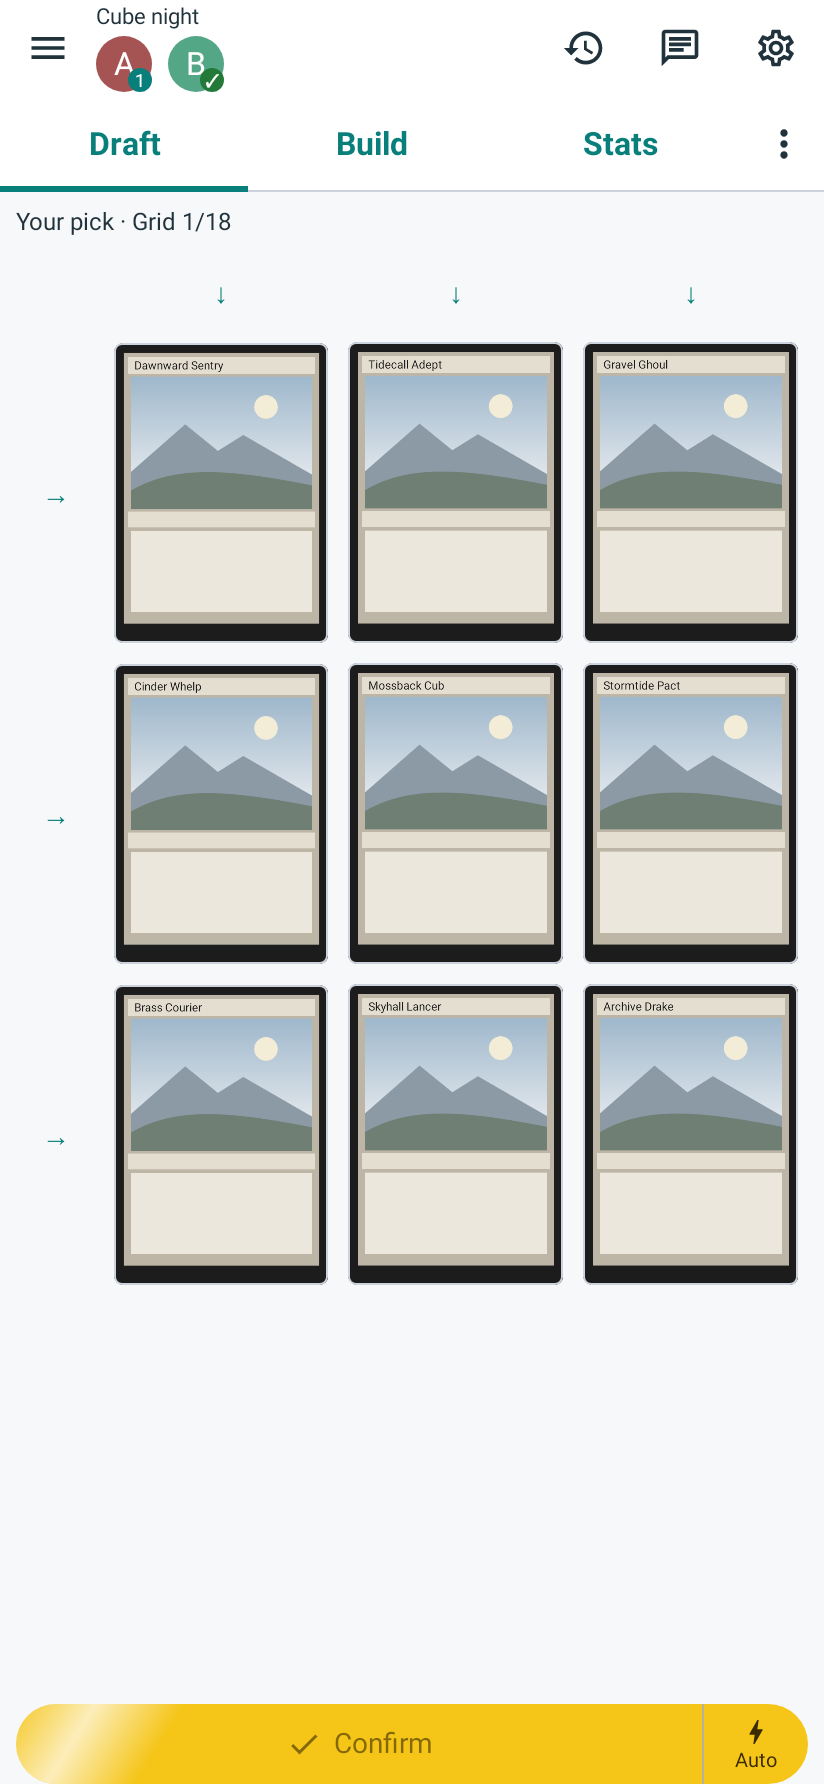 Cube night
A 1 B ✓
Draft Build Stats
Your pick · Grid 1/18
↓ ↓ ↓
Dawnward Sentry Tidecall Adept Gravel Ghoul
→
Cinder Whelp Mossback Cub Stormtide Pact
→
Brass Courier Skyhall Lancer Archive Drake
→
Confirm
Auto